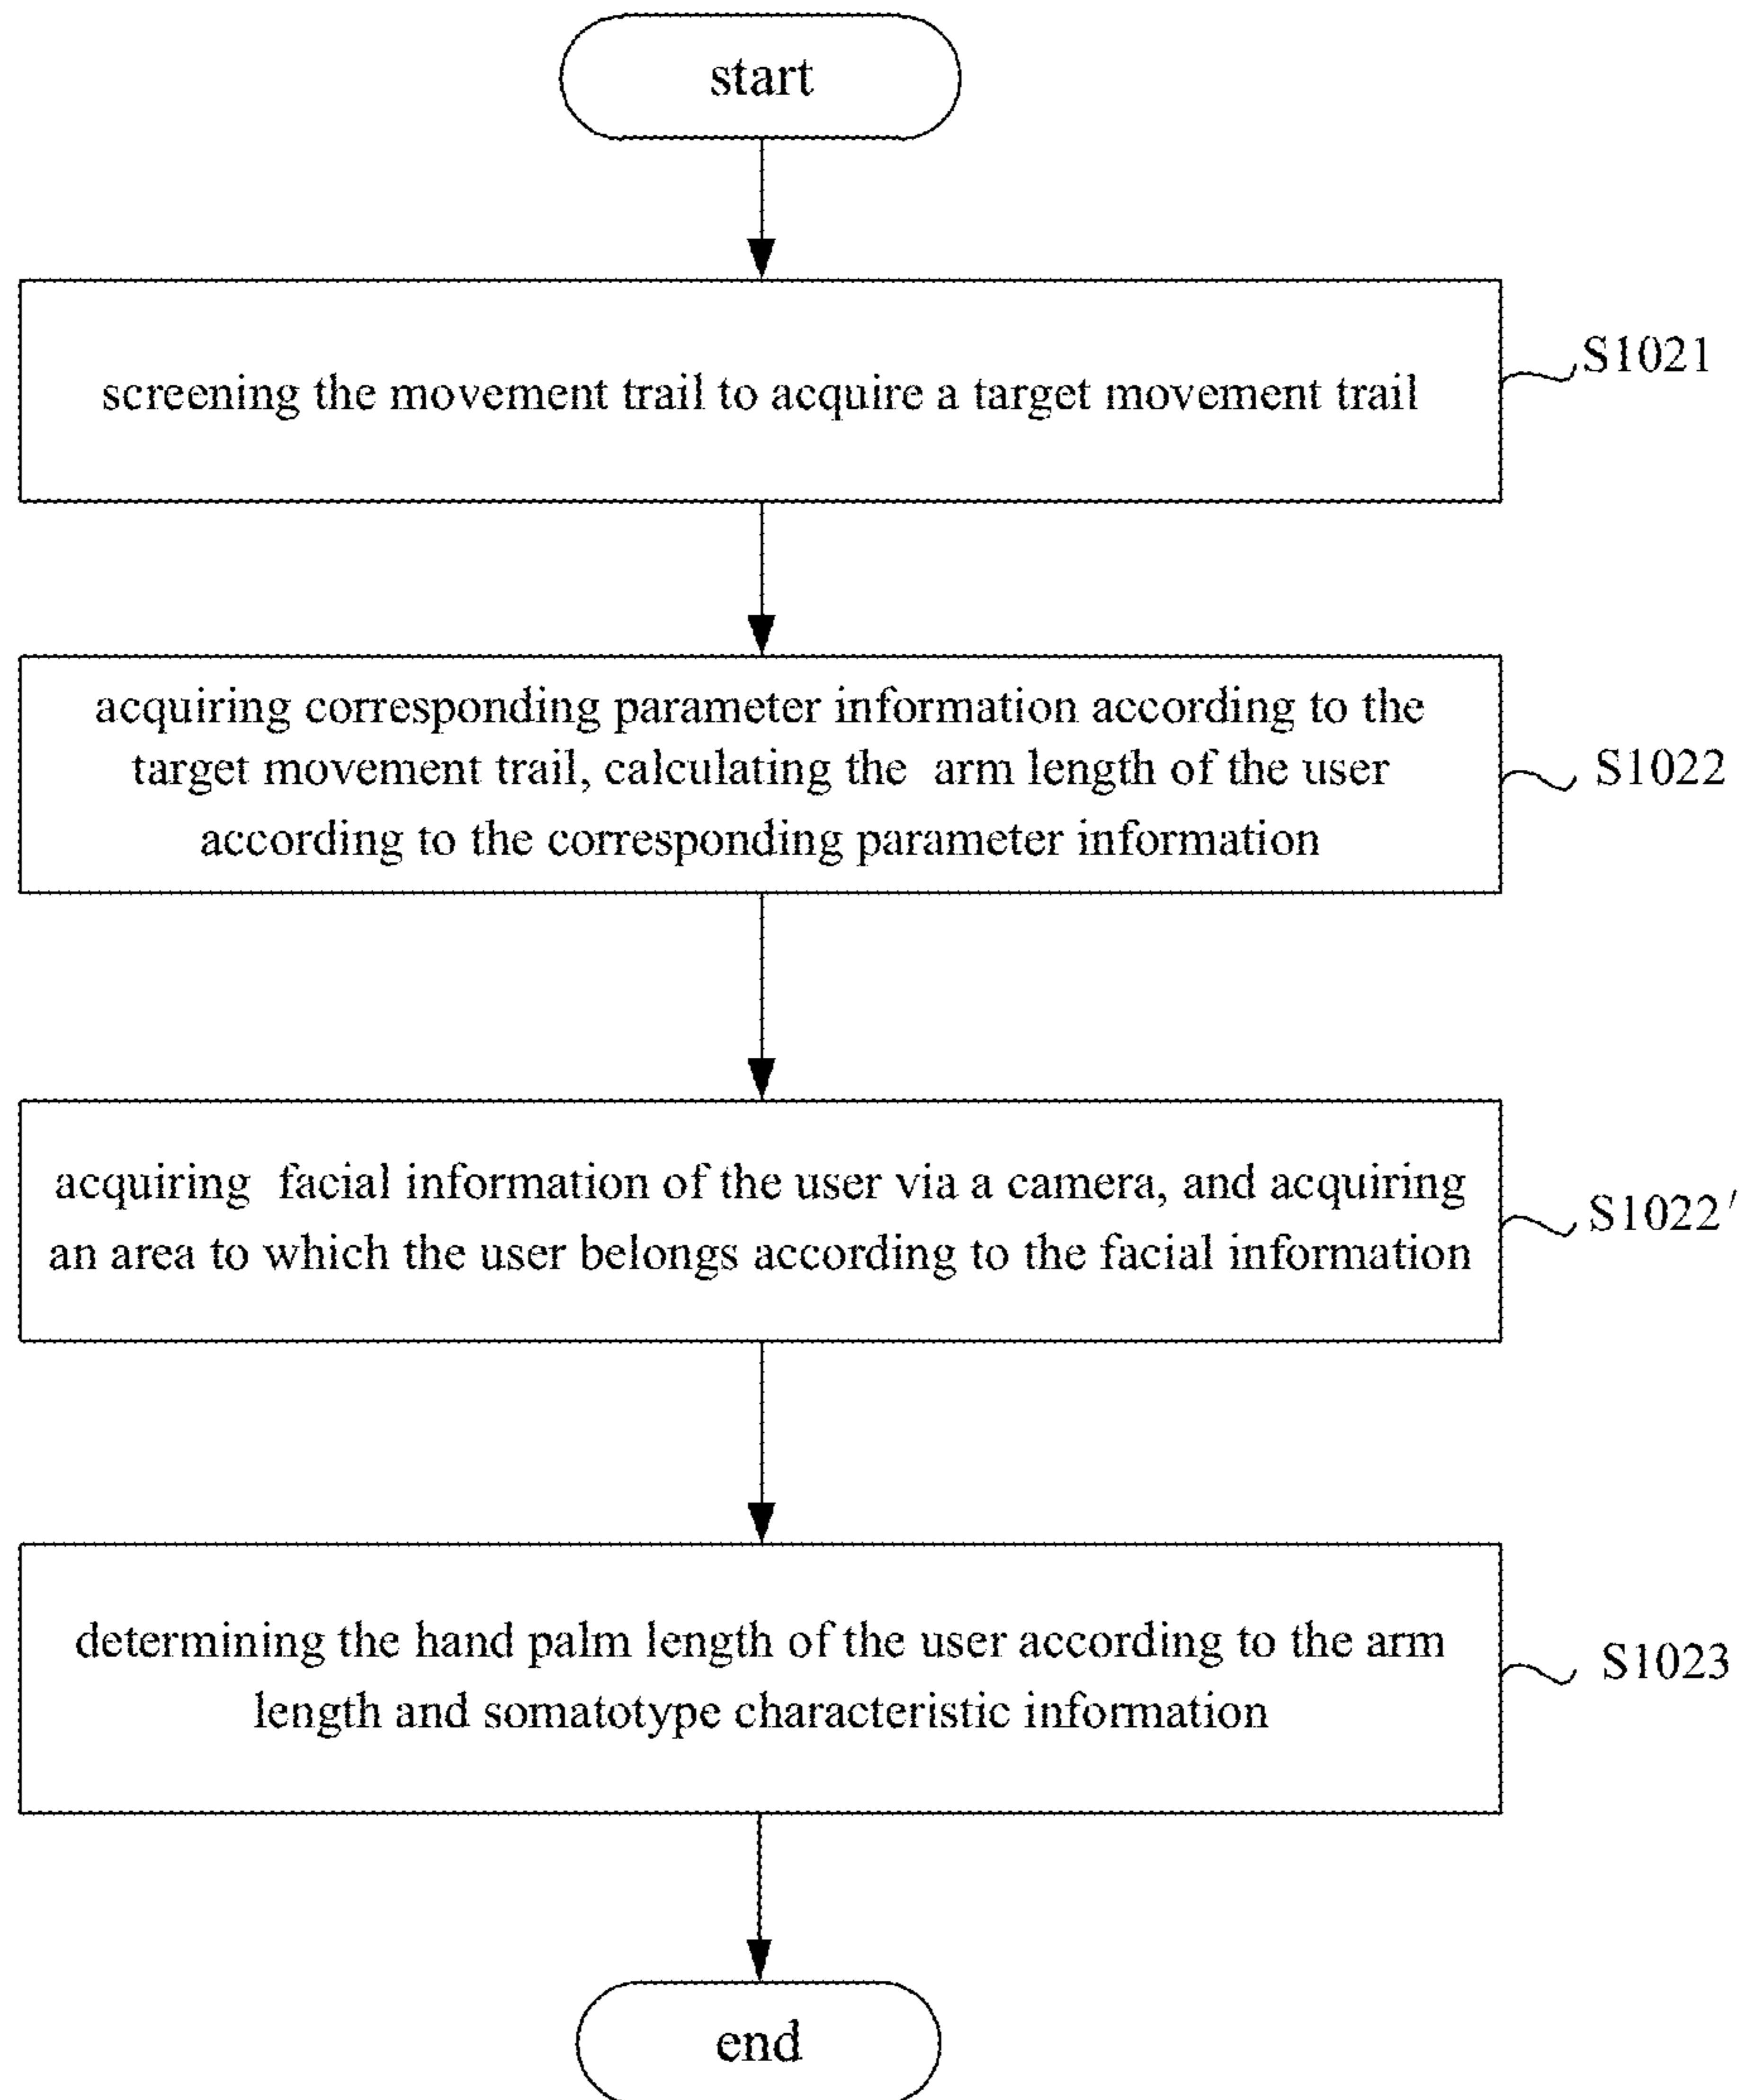 start
screening the movement trail to acquire a target movement trail
S1021
acquiring corresponding parameter information according to the
target movement trail, calculating the arm length of the user
according to the corresponding parameter information
S1022
acquiring facial information of the user via a camera, and acquiring
an area to which the user belongs according to the facial information
S1022′
determining the hand palm length of the user according to the arm
length and somatotype characteristic information
S1023
end